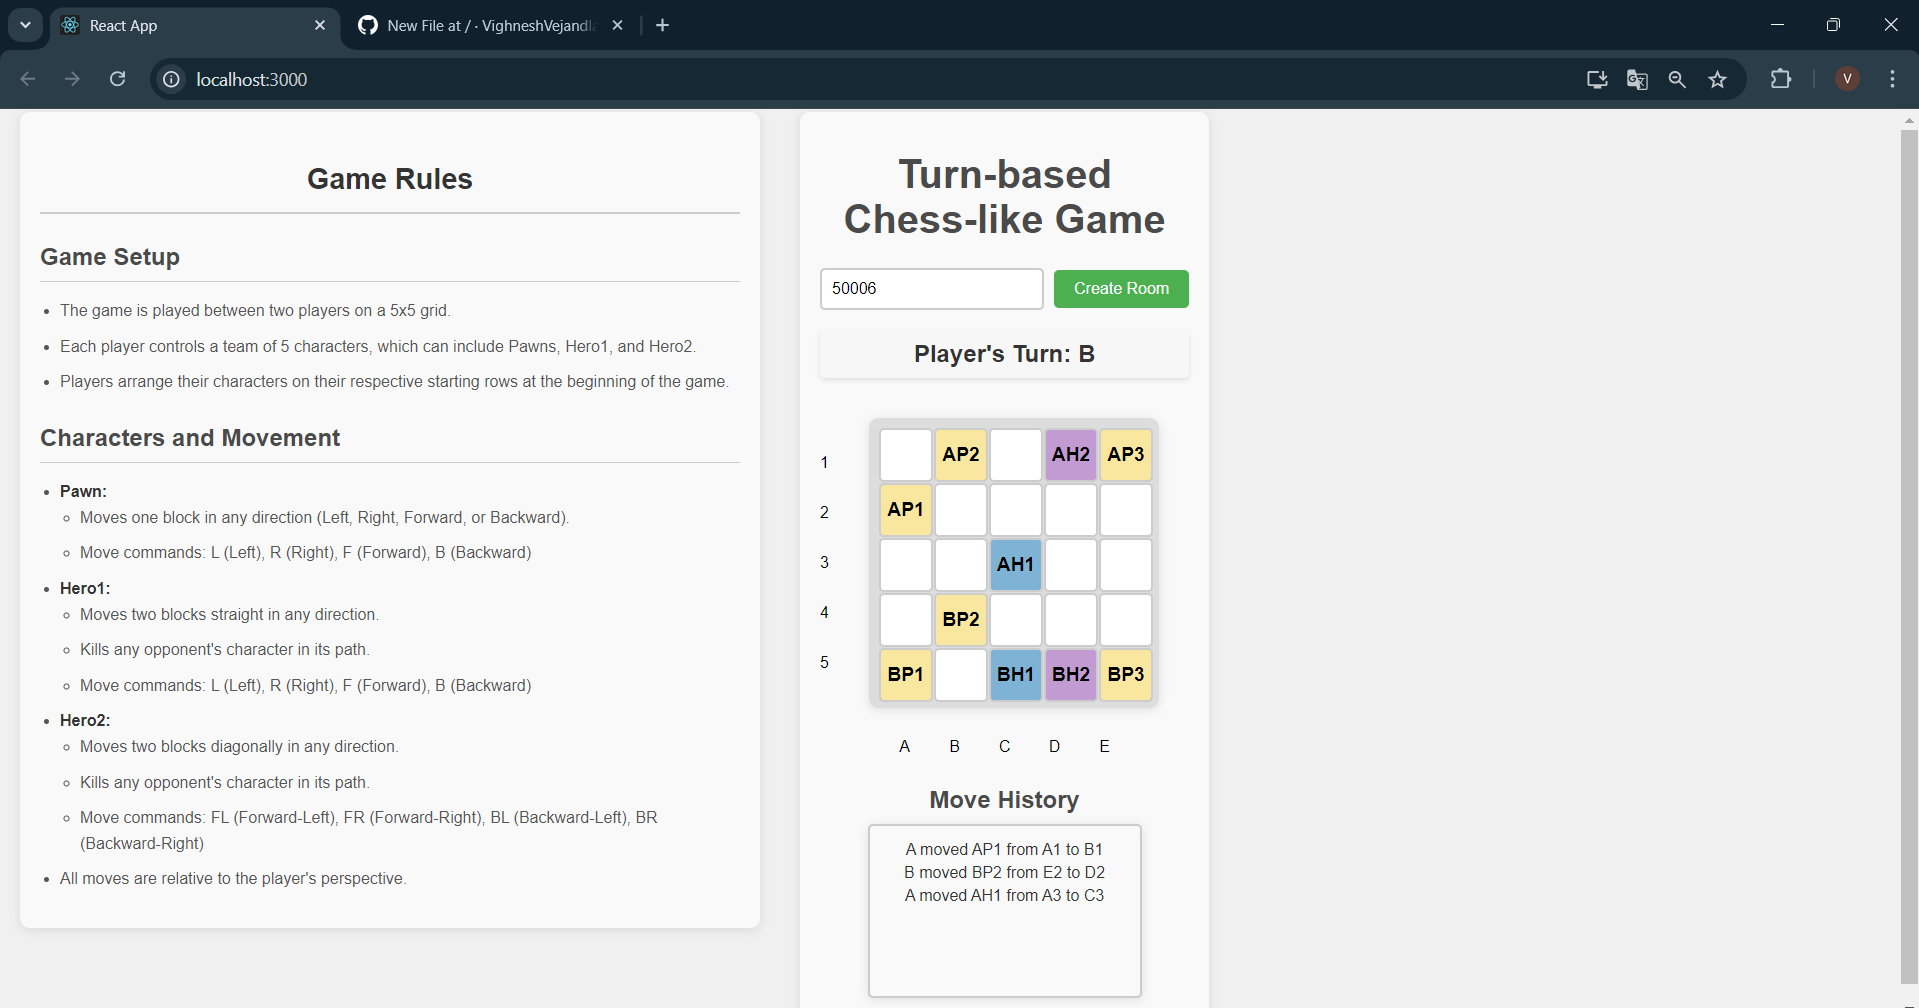 React App
New File at / · VighneshVejandla
localhost:3000
V
Game Rules
Game Setup
The game is played between two players on a 5x5 grid.
Each player controls a team of 5 characters, which can include Pawns, Hero1, and Hero2.
Players arrange their characters on their respective starting rows at the beginning of the game.
Characters and Movement
Pawn:
Moves one block in any direction (Left, Right, Forward, or Backward).
Move commands: L (Left), R (Right), F (Forward), B (Backward)
Hero1:
Moves two blocks straight in any direction.
Kills any opponent's character in its path.
Move commands: L (Left), R (Right), F (Forward), B (Backward)
Hero2:
Moves two blocks diagonally in any direction.
Kills any opponent's character in its path.
Move commands: FL (Forward-Left), FR (Forward-Right), BL (Backward-Left), BR
(Backward-Right)
All moves are relative to the player's perspective.
Turn-based
Chess-like Game
50006 Create Room
Player's Turn: B
1 AP2 AH2 AP3
2 AP1
3 AH1
4 BP2
5 BP1 BH1 BH2 BP3
A B C D E
Move History
A moved AP1 from A1 to B1
B moved BP2 from E2 to D2
A moved AH1 from A3 to C3